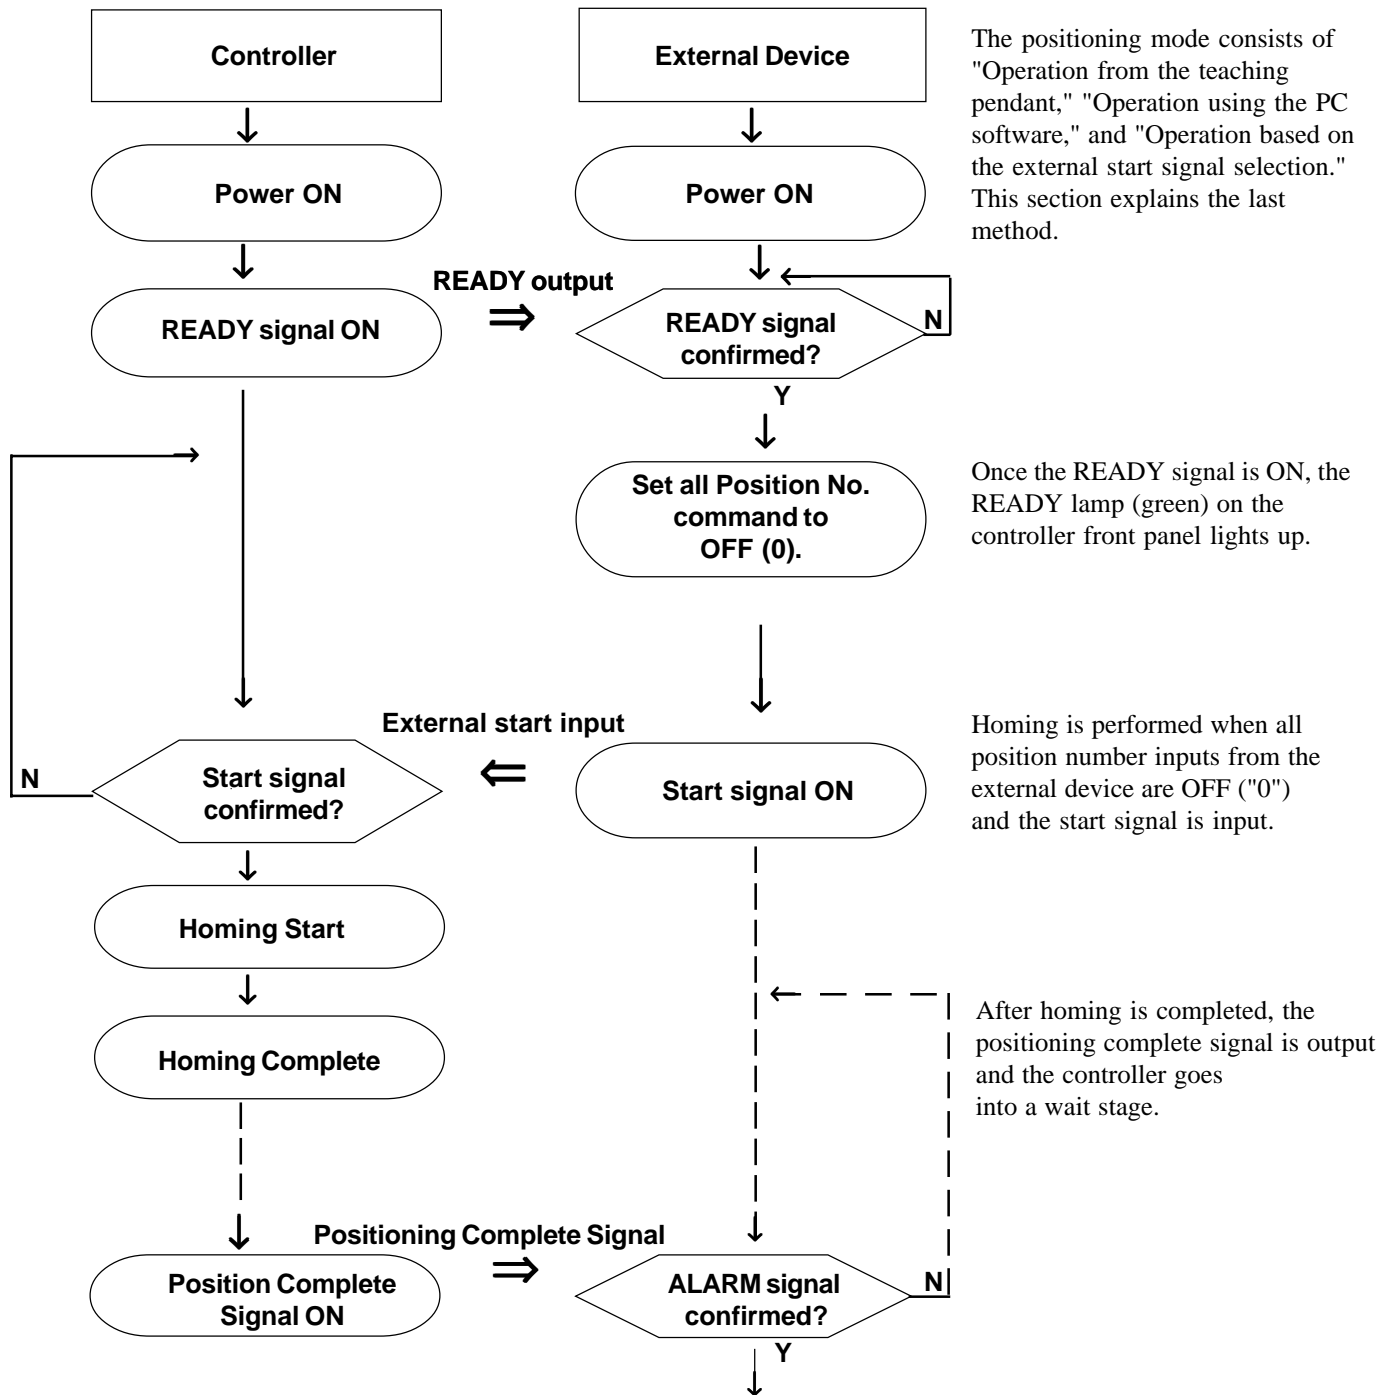 Controller
External Device
The positioning mode consists of
"Operation from the teaching
pendant," "Operation using the PC
software," and "Operation based on
the external start signal selection."
This section explains the last
method.
Power ON
Power ON
READY output
READY signal ON
READY signal
confirmed?
N
Y
Set all Position No.
command to
OFF (0).
Once the READY signal is ON, the
READY lamp (green) on the
controller front panel lights up.
External start input
N
Start signal
confirmed?
Start signal ON
Homing is performed when all
position number inputs from the
external device are OFF ("0")
and the start signal is input.
Homing Start
Homing Complete
After homing is completed, the
positioning complete signal is output
and the controller goes
into a wait stage.
Positioning Complete Signal
Position Complete
Signal ON
ALARM signal
confirmed?
N
Y